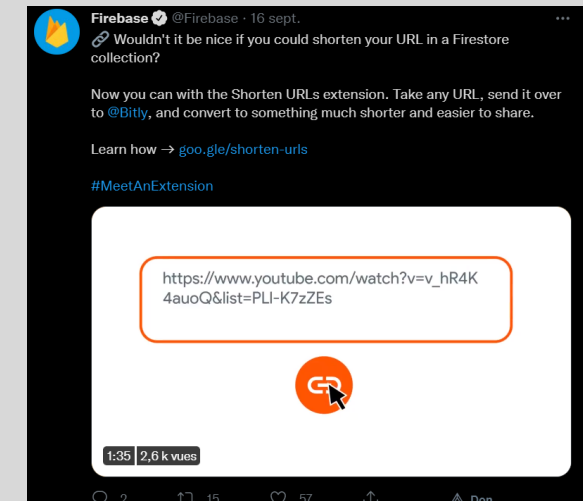 Firebase @Firebase · 16 sept.
🔗 Wouldn't it be nice if you could shorten your URL in a Firestore
collection?
Now you can with the Shorten URLs extension. Take any URL, send it over
to @Bitly, and convert to something much shorter and easier to share.
Learn how → goo.gle/shorten-urls
#MeetAnExtension
https://www.youtube.com/watch?v=v_hR4K
4auoQ&list=PLl-K7zZEs
1:35 2,6 k vues
2 15 57 Don